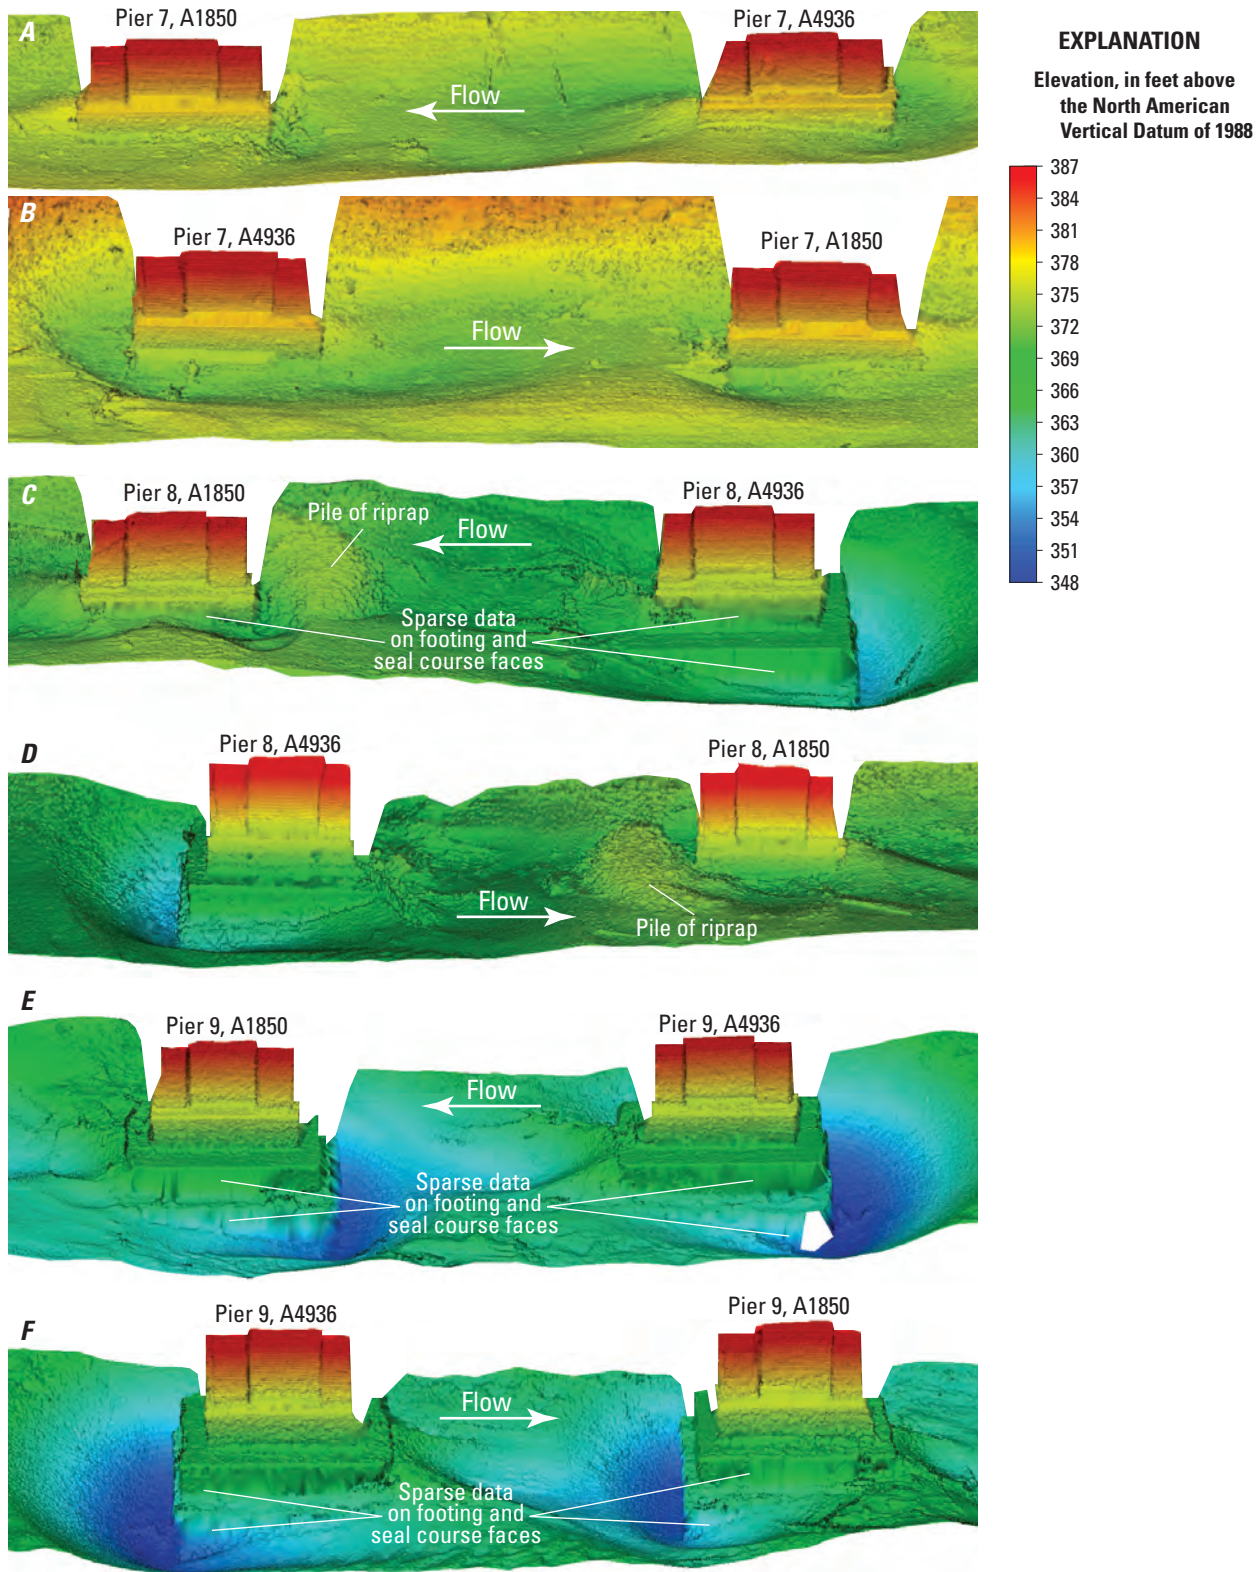 A
Pier 7, A1850
Pier 7, A4936
Flow
B
Pier 7, A4936
Pier 7, A1850
Flow
C
Pier 8, A1850
Pier 8, A4936
Pile of riprap
Flow
Sparse data
on footing and
seal course faces
D
Pier 8, A4936
Pier 8, A1850
Flow
Pile of riprap
E
Pier 9, A1850
Pier 9, A4936
Flow
Sparse data
on footing and
seal course faces
F
Pier 9, A4936
Pier 9, A1850
Flow
Sparse data
on footing and
seal course faces
EXPLANATION
Elevation, in feet above
the North American
Vertical Datum of 1988
387
384
381
378
375
372
369
366
363
360
357
354
351
348